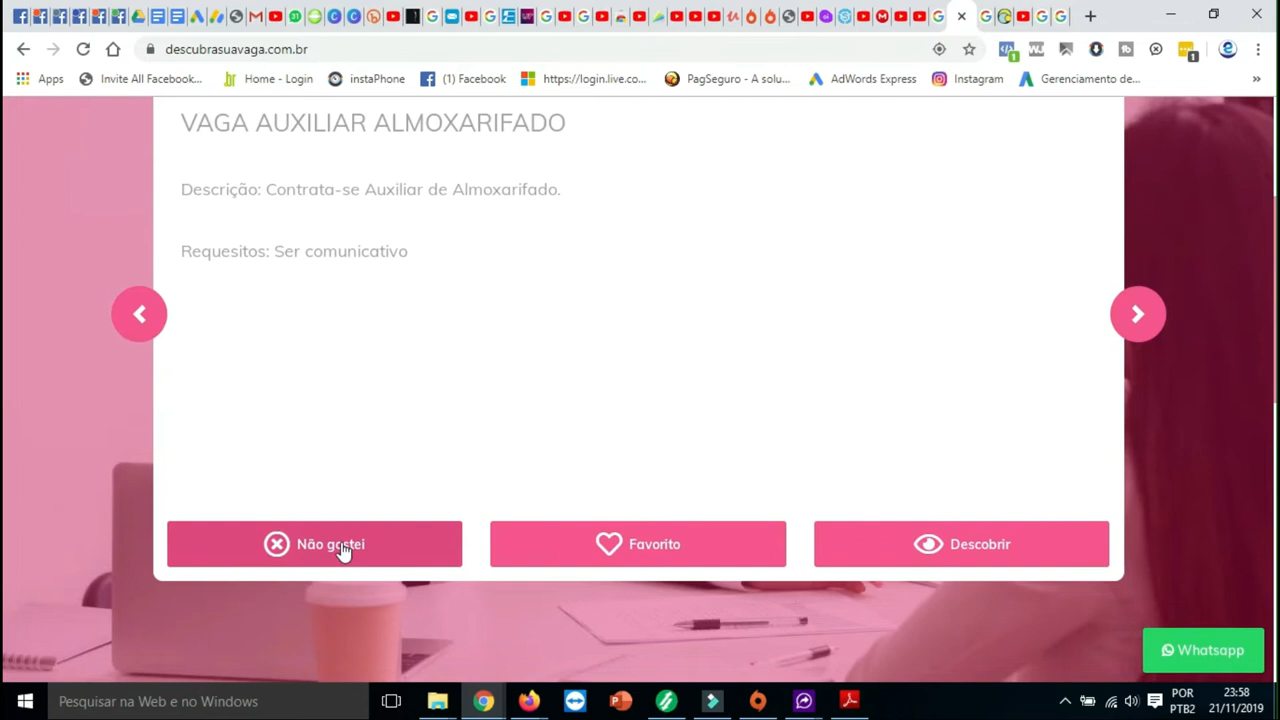 descubrasuavaga.com.br
Apps
Invite All Facebook...
Home - Login
instaPhone
(1) Facebook
https://login.live.co...
PagSeguro - A solu...
AdWords Express
Instagram
Gerenciamento de...
»
VAGA AUXILIAR ALMOXARIFADO
Descrição: Contrata-se Auxiliar de Almoxarifado.
Requesitos: Ser comunicativo
Não gostei
Favorito
Descobrir
Whatsapp
Pesquisar na Web e no Windows
POR
PTB2
23:58
21/11/2019